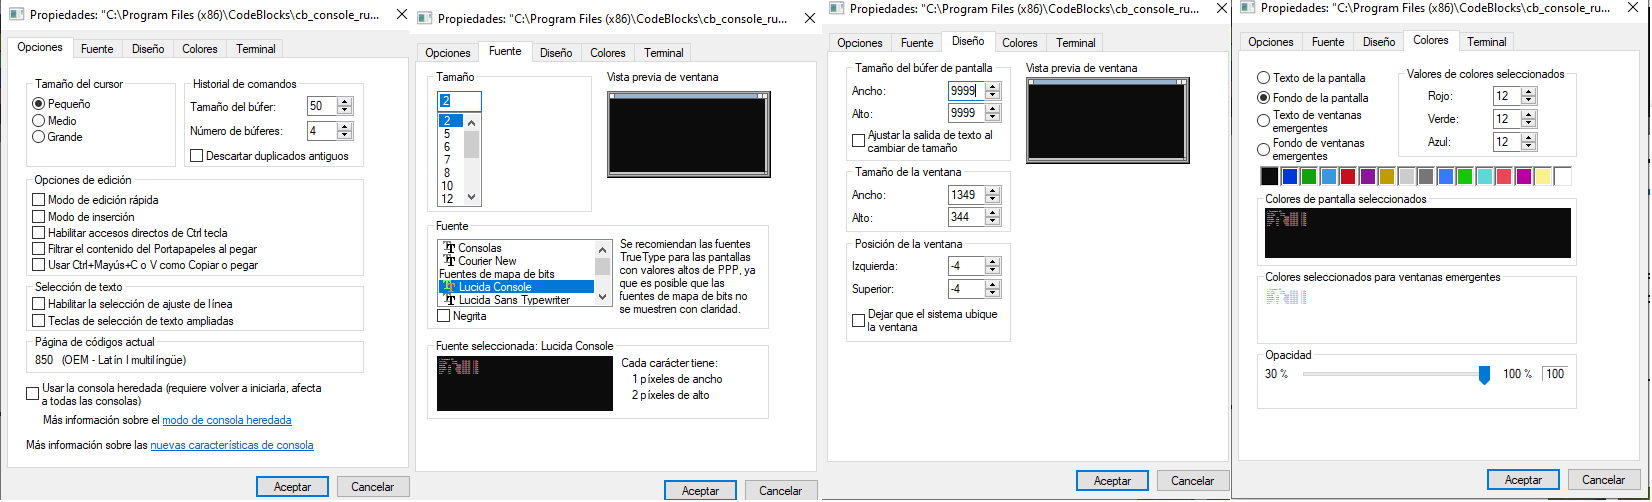 Propiedades: "C:\Program Files (x86)\CodeBlocks\cb_console_ru...
Opciones
Fuente
Diseño
Colores
Terminal
Tamaño del cursor
Pequeño
Medio
Grande
Historial de comandos
Tamaño del búfer:
50
Número de búferes:
4
Descartar duplicados antiguos
Opciones de edición
Modo de edición rápida
Modo de inserción
Habilitar accesos directos de Ctrl tecla
Filtrar el contenido del Portapapeles al pegar
Usar Ctrl+Mayús+C o V como Copiar o pegar
Selección de texto
Habilitar la selección de ajuste de línea
Teclas de selección de texto ampliadas
Página de códigos actual
850 (OEM - Latín I multilíngüe)
Usar la consola heredada (requiere volver a iniciarla, afecta
a todas las consolas)
Más información sobre el modo de consola heredada
Más información sobre las nuevas características de consola
Aceptar
Cancelar
Propiedades: "C:\Program Files (x86)\CodeBlocks\cb_console_ru...
Opciones
Fuente
Diseño
Colores
Terminal
Tamaño
2
2
5
6
7
8
10
12
Vista previa de ventana
Fuente
Consolas
Courier New
Fuentes de mapa de bits
Lucida Console
Lucida Sans Typewriter
Negrita
Se recomiendan las fuentes
TrueType para las pantallas
con valores altos de PPP, ya
que es posible que las
fuentes de mapa de bits no
se muestren con claridad.
Fuente seleccionada: Lucida Console
Cada carácter tiene:
1 píxeles de ancho
2 píxeles de alto
Aceptar
Cancelar
Propiedades: "C:\Program Files (x86)\CodeBlocks\cb_console_ru...
Opciones
Fuente
Diseño
Colores
Terminal
Tamaño del búfer de pantalla
Ancho:
9999
Alto:
9999
Ajustar la salida de texto al
cambiar de tamaño
Vista previa de ventana
Tamaño de la ventana
Ancho:
1349
Alto:
344
Posición de la ventana
Izquierda:
-4
Superior:
-4
Dejar que el sistema ubique
la ventana
Aceptar
Cancelar
Propiedades: "C:\Program Files (x86)\CodeBlocks\cb_console_ru...
Opciones
Fuente
Diseño
Colores
Terminal
Texto de la pantalla
Fondo de la pantalla
Texto de ventanas
emergentes
Fondo de ventanas
emergentes
Valores de colores seleccionados
Rojo:
12
Verde:
12
Azul:
12
Colores de pantalla seleccionados
Colores seleccionados para ventanas emergentes
Opacidad
30 %
100 %
100
Aceptar
Cancelar